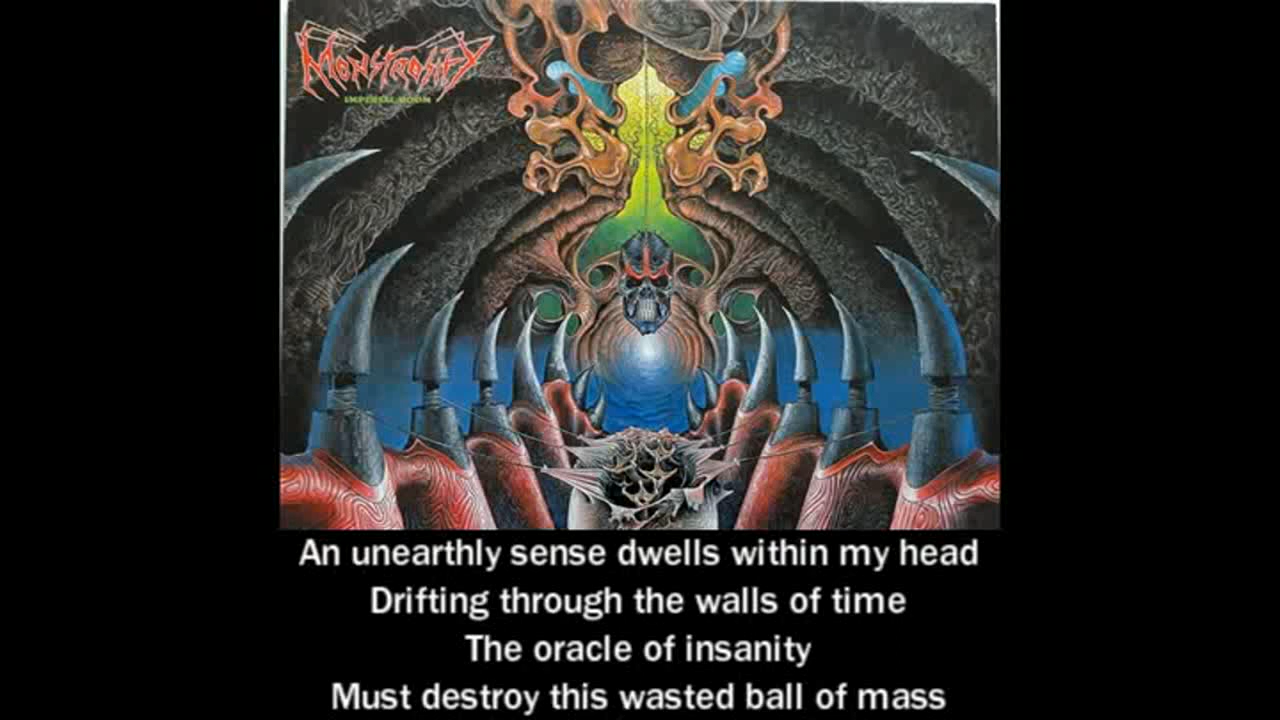 MONSTROSITY
IMPERIAL DOOM
An unearthly sense dwells within my head
Drifting through the walls of time
The oracle of insanity
Must destroy this wasted ball of mass